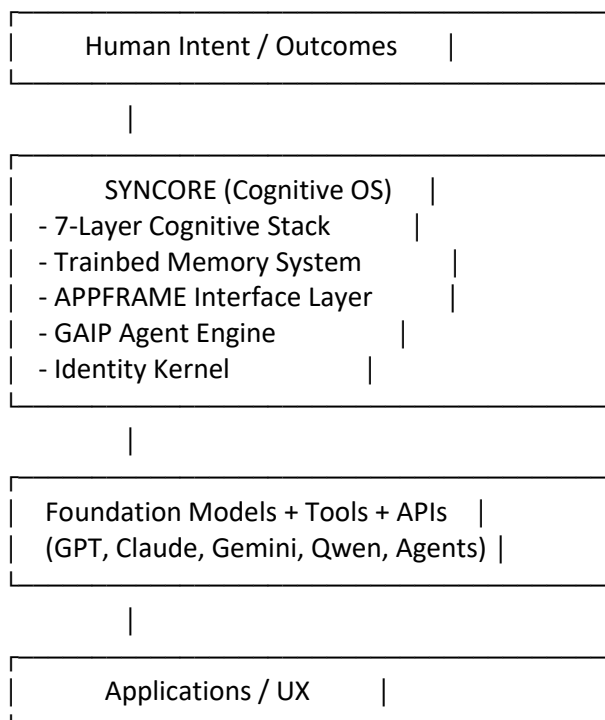 Human Intent / Outcomes
SYNCORE (Cognitive OS)
- 7-Layer Cognitive Stack
- Trainbed Memory System
- APPFRAME Interface Layer
- GAIP Agent Engine
- Identity Kernel
Foundation Models + Tools + APIs
(GPT, Claude, Gemini, Qwen, Agents)
Applications / UX